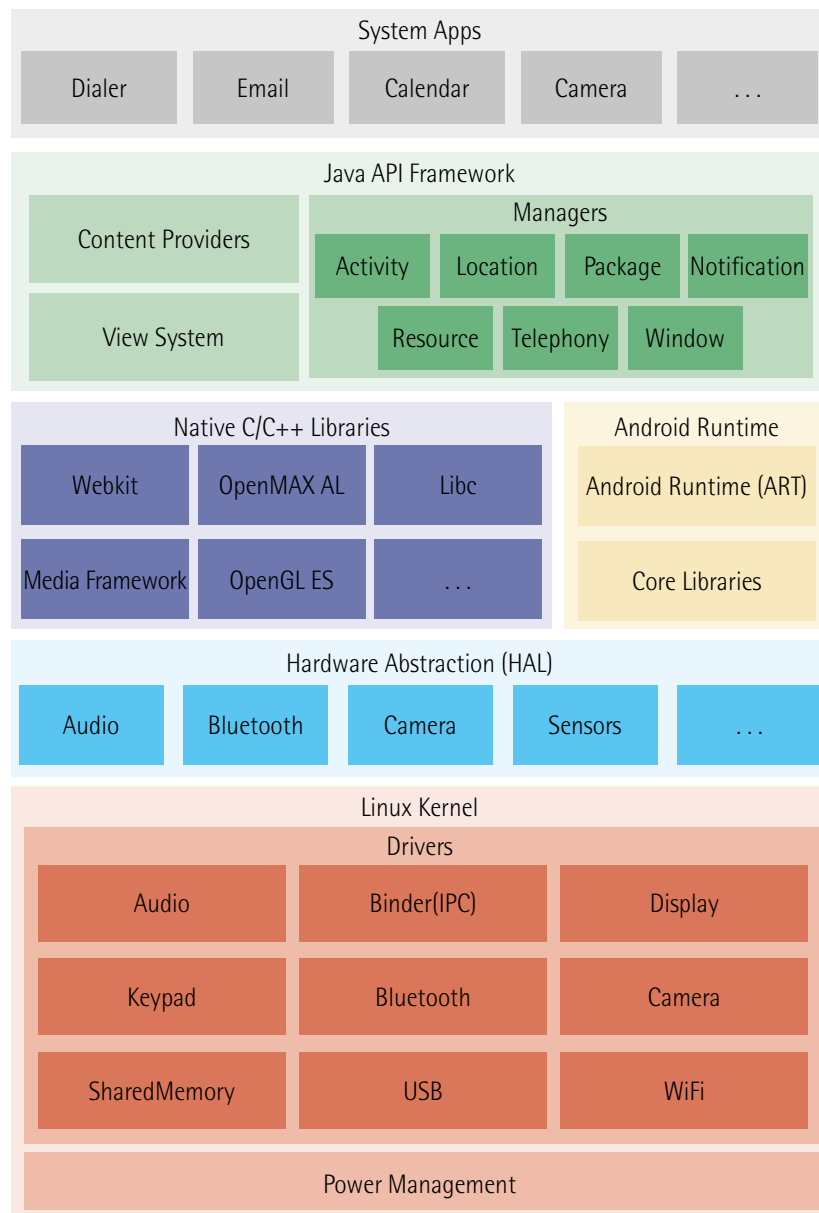 System Apps
Dialer
Email
Calendar
Camera
. . .
Java API Framework
Content Providers
View System
Managers
Activity
Location
Package
Notification
Resource
Telephony
Window
Native C/C++ Libraries
Webkit
OpenMAX AL
Libc
Media Framework
OpenGL ES
. . .
Android Runtime
Android Runtime (ART)
Core Libraries
Hardware Abstraction (HAL)
Audio
Bluetooth
Camera
Sensors
. . .
Linux Kernel
Drivers
Audio
Binder(IPC)
Display
Keypad
Bluetooth
Camera
SharedMemory
USB
WiFi
Power Management